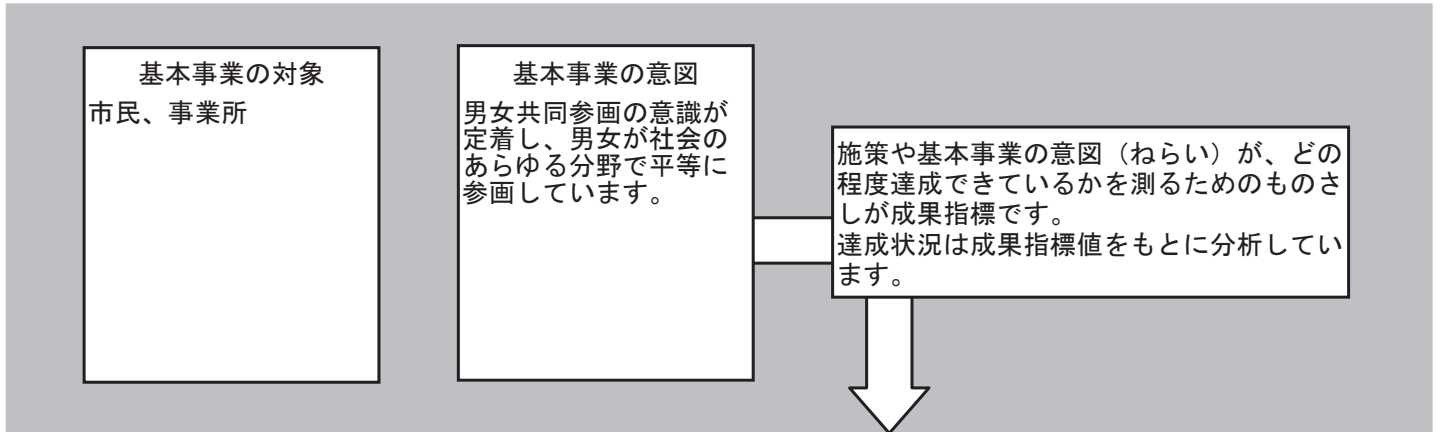 基本事業の対象
市民、事業所
基本事業の意図
男女共同参画の意識が
定着し、男女が社会の
あらゆる分野で平等に
参画しています。
施策や基本事業の意図（ねらい）が、どの
程度達成できているかを測るためのものさ
しが成果指標です。
達成状況は成果指標値をもとに分析してい
ます。